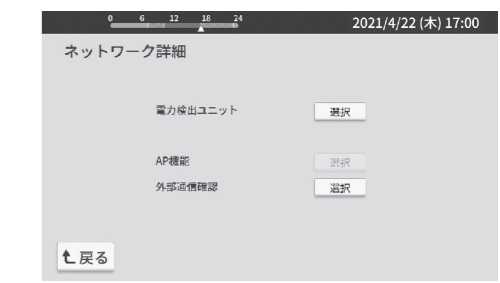 0 6 12 18 24
2021/4/22 (木) 17:00
ネットワーク詳細
電力検出ユニット 選択
AP機能 選択
外部通信確認 選択
戻る